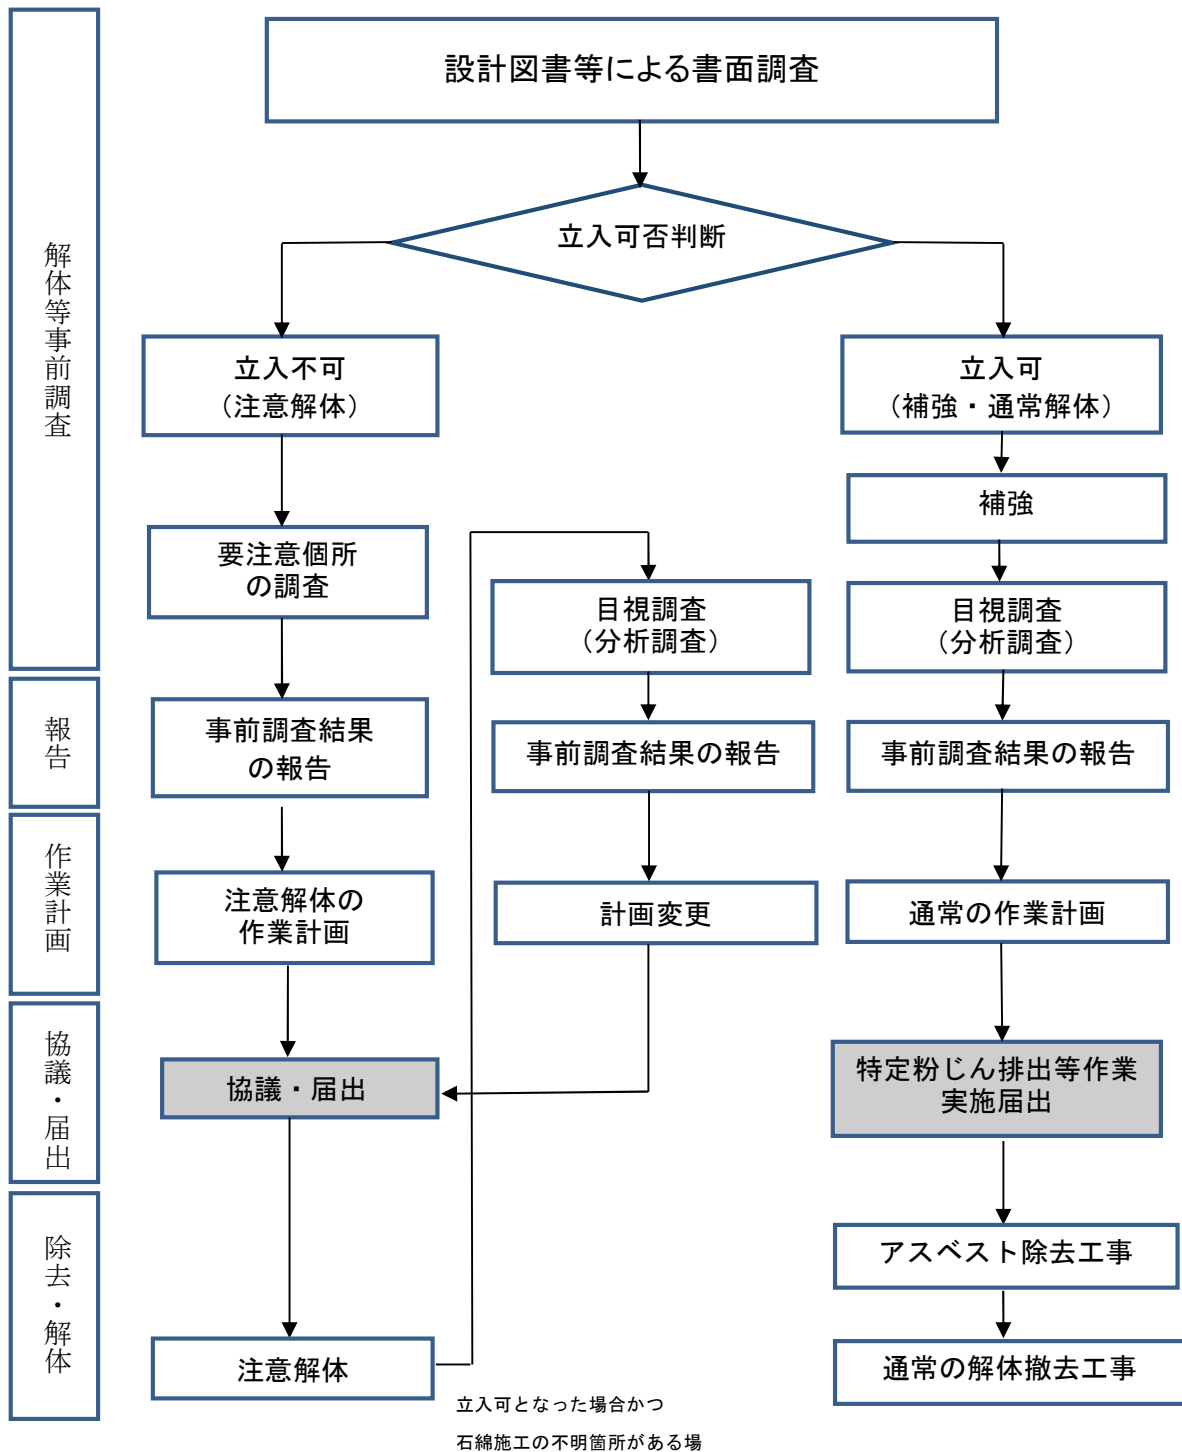 解体等事前調査
報告
作業計画
協議・届出
除去・解体
設計図書等による書面調査
立入可否判断
立入不可
（注意解体）
要注意個所
の調査
事前調査結果
の報告
注意解体の
作業計画
協議・届出
注意解体
立入可となった場合かつ
石綿施工の不明箇所がある場
目視調査
（分析調査）
事前調査結果の報告
計画変更
立入可
（補強・通常解体）
補強
目視調査
（分析調査）
事前調査結果の報告
通常の作業計画
特定粉じん排出等作業
実施届出
アスベスト除去工事
通常の解体撤去工事